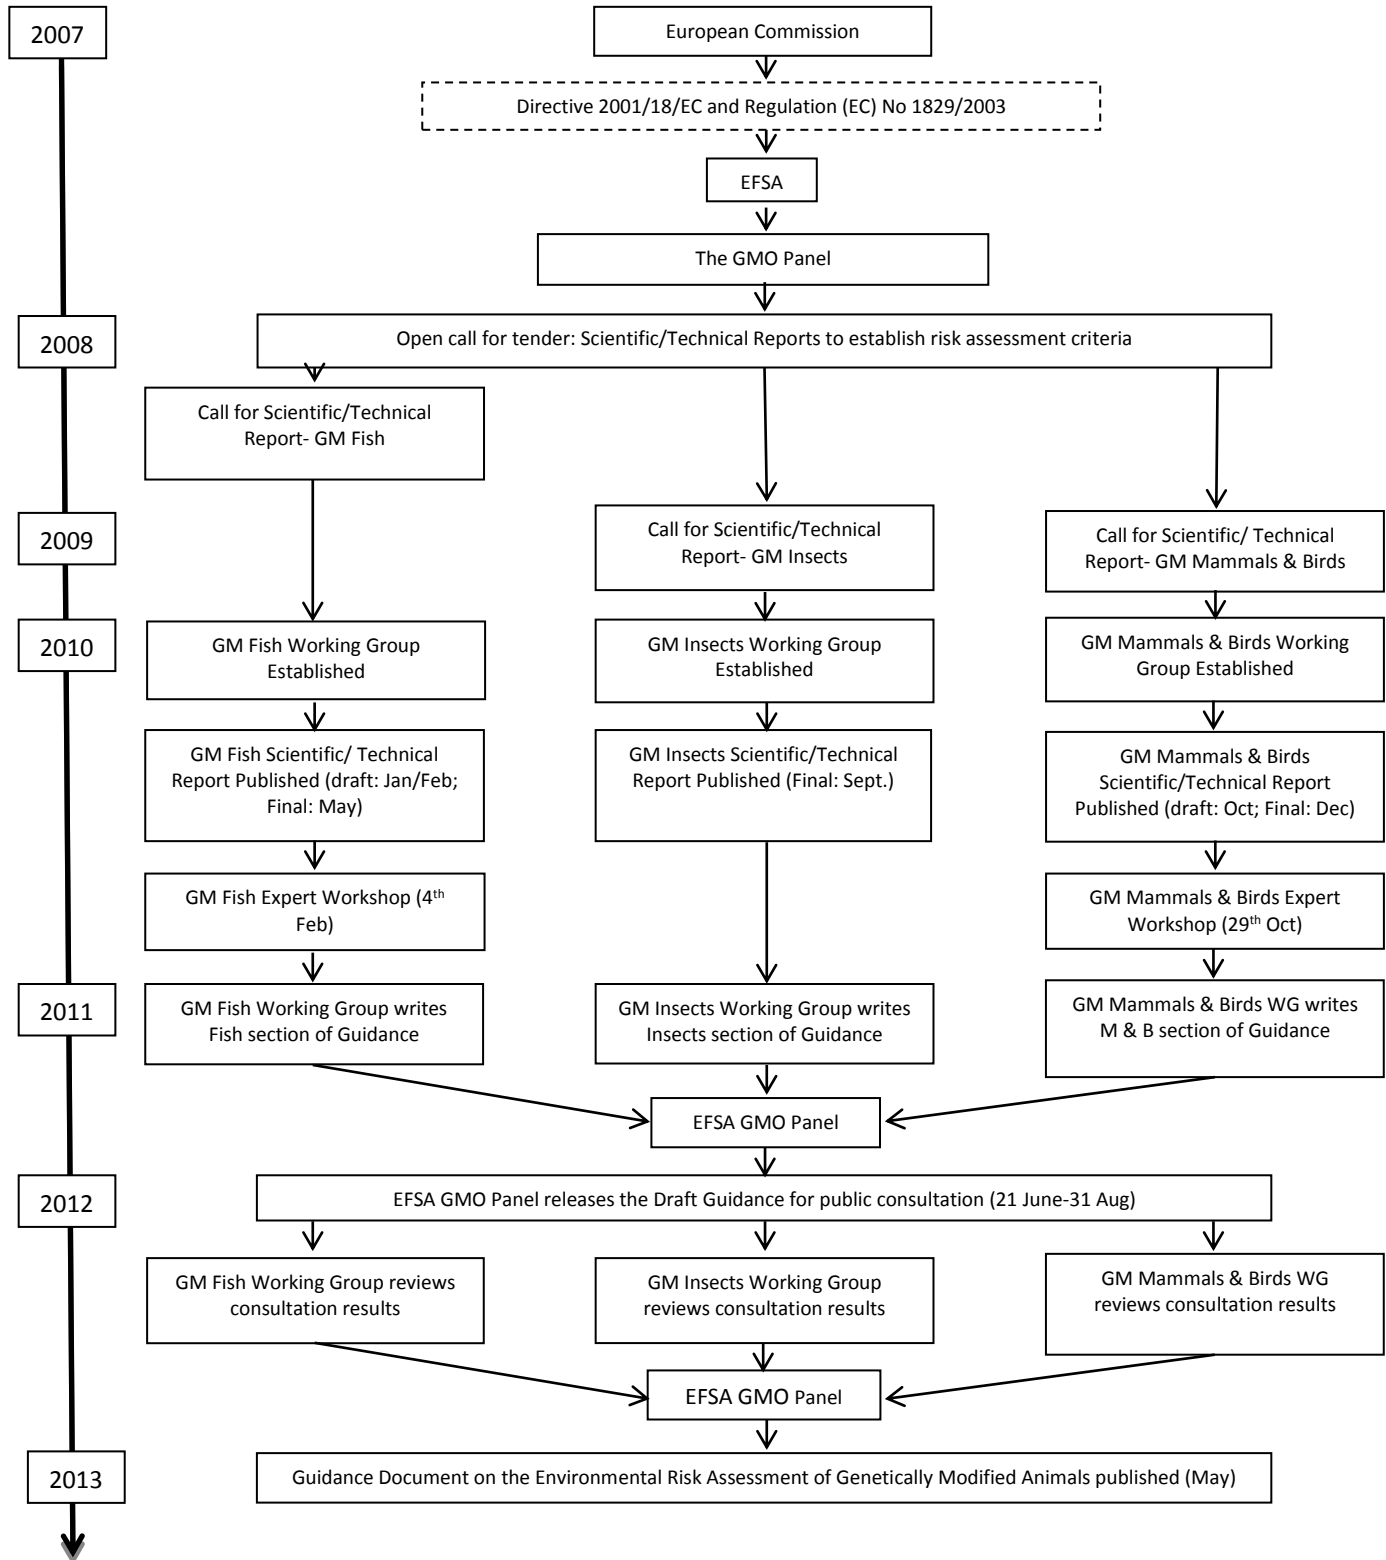 2007
European Commission
Directive 2001/18/EC and Regulation (EC) No 1829/2003
EFSA
The GMO Panel
2008
Open call for tender: Scientific/Technical Reports to establish risk assessment criteria
Call for Scientific/Technical
Report- GM Fish
2009
Call for Scientific/Technical
Report- GM Insects
Call for Scientific/ Technical
Report- GM Mammals & Birds
2010
GM Fish Working Group
Established
GM Insects Working Group
Established
GM Mammals & Birds Working
Group Established
GM Fish Scientific/ Technical
Report Published (draft: Jan/Feb;
Final: May)
GM Insects Scientific/Technical
Report Published (Final: Sept.)
GM Mammals & Birds
Scientific/Technical Report
Published (draft: Oct; Final: Dec)
GM Fish Expert Workshop (4th
Feb)
GM Mammals & Birds Expert
Workshop (29th Oct)
2011
GM Fish Working Group writes
Fish section of Guidance
GM Insects Working Group writes
Insects section of Guidance
GM Mammals & Birds WG writes
M & B section of Guidance
EFSA GMO Panel
2012
EFSA GMO Panel releases the Draft Guidance for public consultation (21 June-31 Aug)
GM Fish Working Group reviews
consultation results
GM Insects Working Group
reviews consultation results
GM Mammals & Birds WG
reviews consultation results
EFSA GMO Panel
2013
Guidance Document on the Environmental Risk Assessment of Genetically Modified Animals published (May)